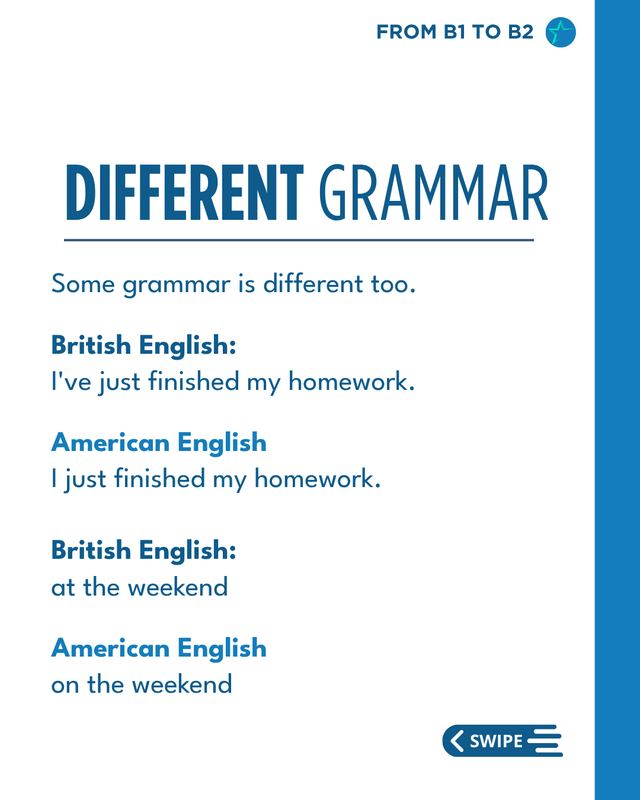 FROM B1 TO B2
DIFFERENT GRAMMAR
Some grammar is different too.
British English:
I've just finished my homework.
American English
I just finished my homework.
British English:
at the weekend
American English
on the weekend
SWIPE